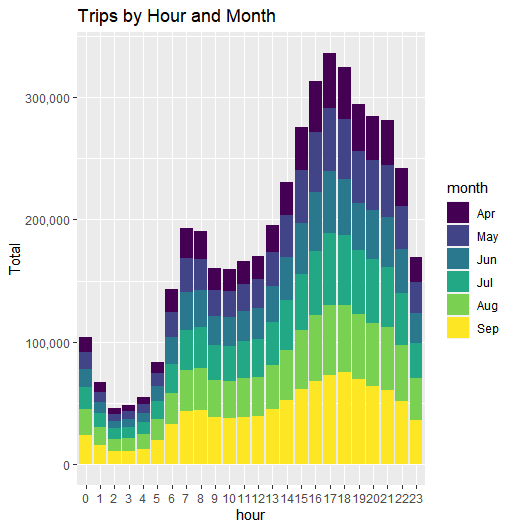 Trips by Hour and Month
Total
300,000
200,000
100,000
0
0 1 2 3 4 5 6 7 8 9 10 11 12 13 14 15 16 17 18 19 20 21 22 23
hour
month
Apr
May
Jun
Jul
Aug
Sep